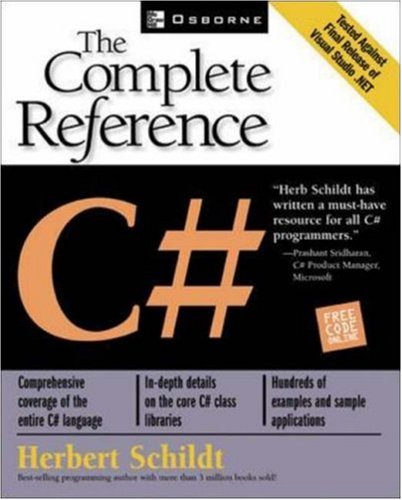 OSBORNE
The
Complete
Reference
Tested Against
Final Release of
Visual Studio .NET
C#
"Herb Schildt has
written a must-have
resource for all C#
programmers."
—Prashant Sridharan,
C# Product Manager,
Microsoft
FREE
CODE
ONLINE
Comprehensive
coverage of the
entire C# language
In-depth details
on the core C# class
libraries
Hundreds of
examples and sample
applications
Herbert Schildt
Best-selling programming author with more than 3 million books sold!